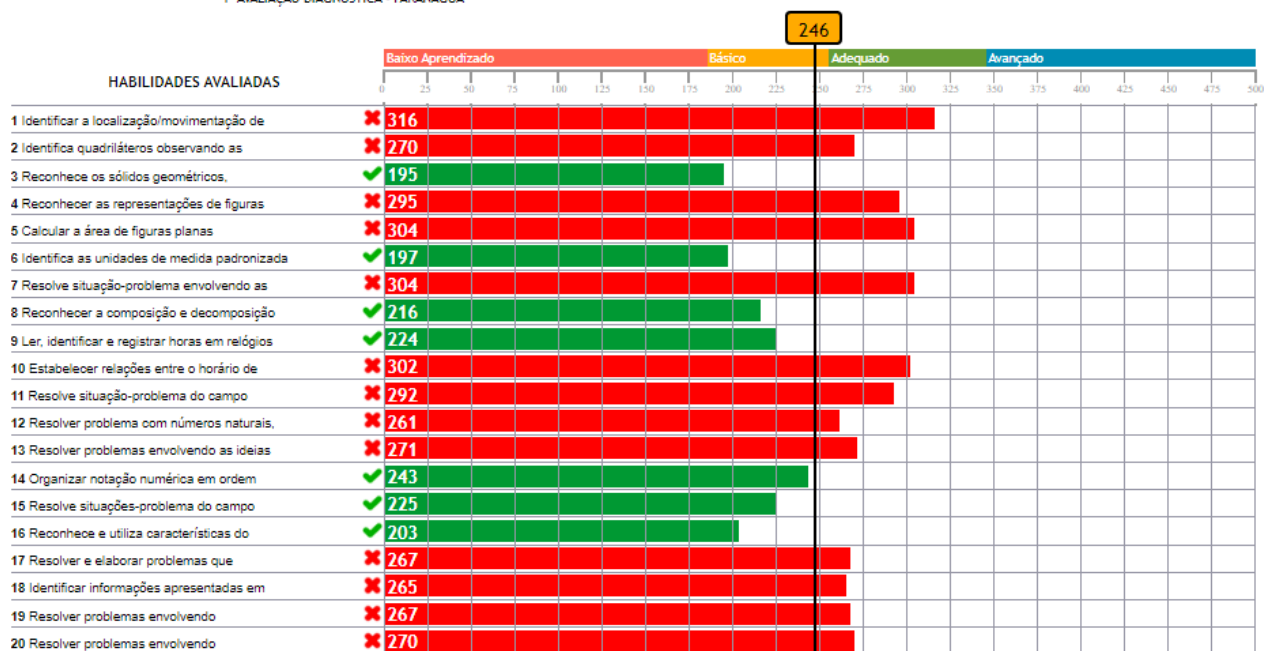 246
Baixo Aprendizado Básico Adequado Avançado
HABILIDADES AVALIADAS
0 25 50 75 100 125 150 175 200 225 250 275 300 325 350 375 400 425 450 475 500
1 Identificar a localização/movimentação de 316
2 Identifica quadriláteros observando as 270
3 Reconhece os sólidos geométricos, 195
4 Reconhecer as representações de figuras 295
5 Calcular a área de figuras planas 304
6 Identifica as unidades de medida padronizada 197
7 Resolve situação-problema envolvendo as 304
8 Reconhecer a composição e decomposição 216
9 Ler, identificar e registrar horas em relógios 224
10 Estabelecer relações entre o horário de 302
11 Resolve situação-problema do campo 292
12 Resolver problema com números naturais, 261
13 Resolver problemas envolvendo as ideias 271
14 Organizar notação numérica em ordem 243
15 Resolve situações-problema do campo 225
16 Reconhece e utiliza características do 203
17 Resolver e elaborar problemas que 267
18 Identificar informações apresentadas em 265
19 Resolver problemas envolvendo 267
20 Resolver problemas envolvendo 270